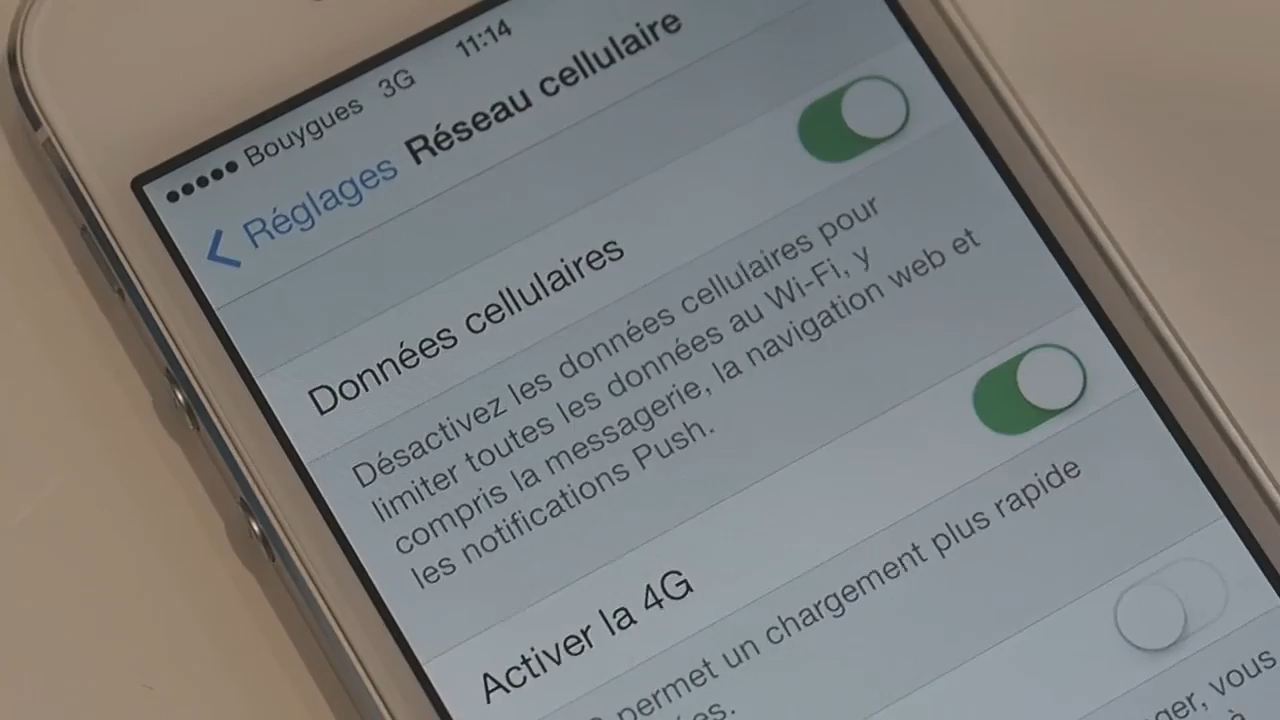 Bouygues 3G 11:14
Réglages Réseau cellulaire
Données cellulaires
Désactivez les données cellulaires pour
limiter toutes les données au Wi-Fi, y
compris la messagerie, la navigation web et
les notifications Push.
Activer la 4G
permet un chargement plus rapide
vous
à